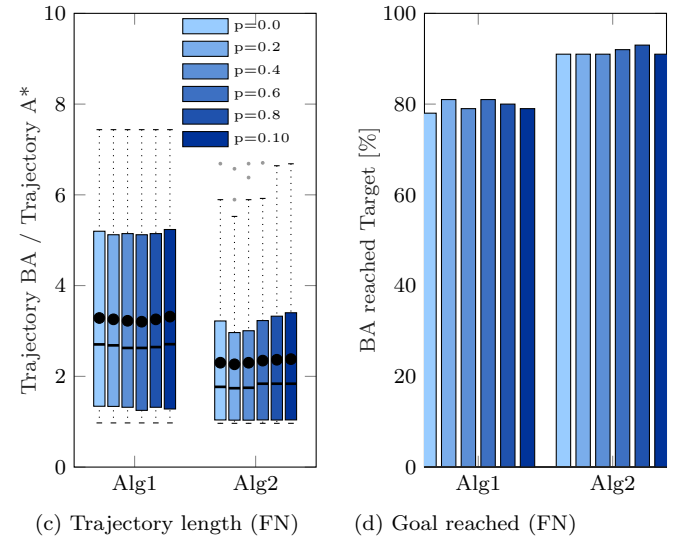 10
8
6
4
2
0
Trajectory BA / Trajectory A*
p=0.0
p=0.2
p=0.4
p=0.6
p=0.8
p=0.10
Alg1
Alg2
(c) Trajectory length (FN)
100
80
60
40
20
0
BA reached Target [%]
Alg1
Alg2
(d) Goal reached (FN)